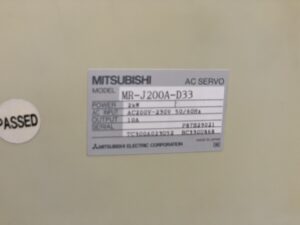 PASSED
MITSUBISHI
AC SERVO
MODEL MR-J200A-D33
POWER 2kW
AC INPUT AC200V-230V 50/60Hz
OUTPUT 10A
SERIAL
MITSUBISHI ELECTRIC CORPORATION